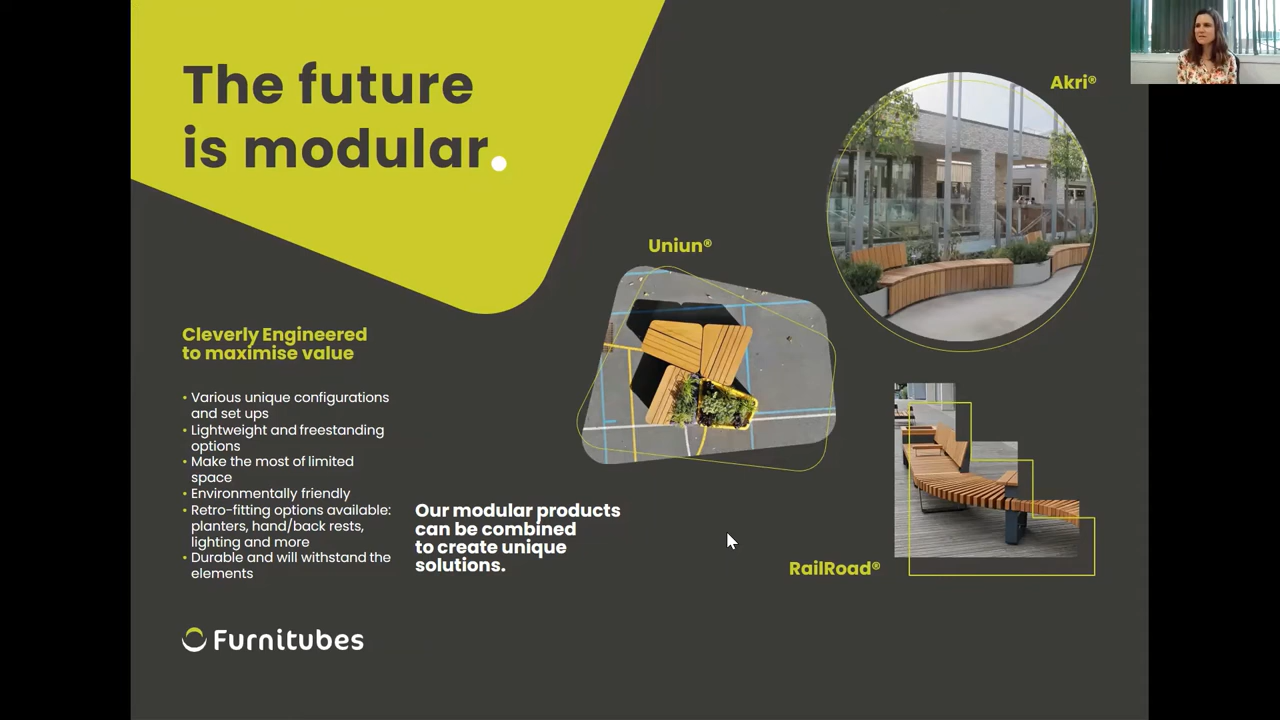 The future
is modular.
Akri®
Uniun®
Cleverly Engineered
to maximise value
• Various unique configurations
and set ups
• Lightweight and freestanding
options
• Make the most of limited
space
• Environmentally friendly
• Retro-fitting options available:
planters, hand/back rests,
lighting and more
• Durable and will withstand the
elements
Our modular products
can be combined
to create unique
solutions.
RailRoad®
Furnitubes